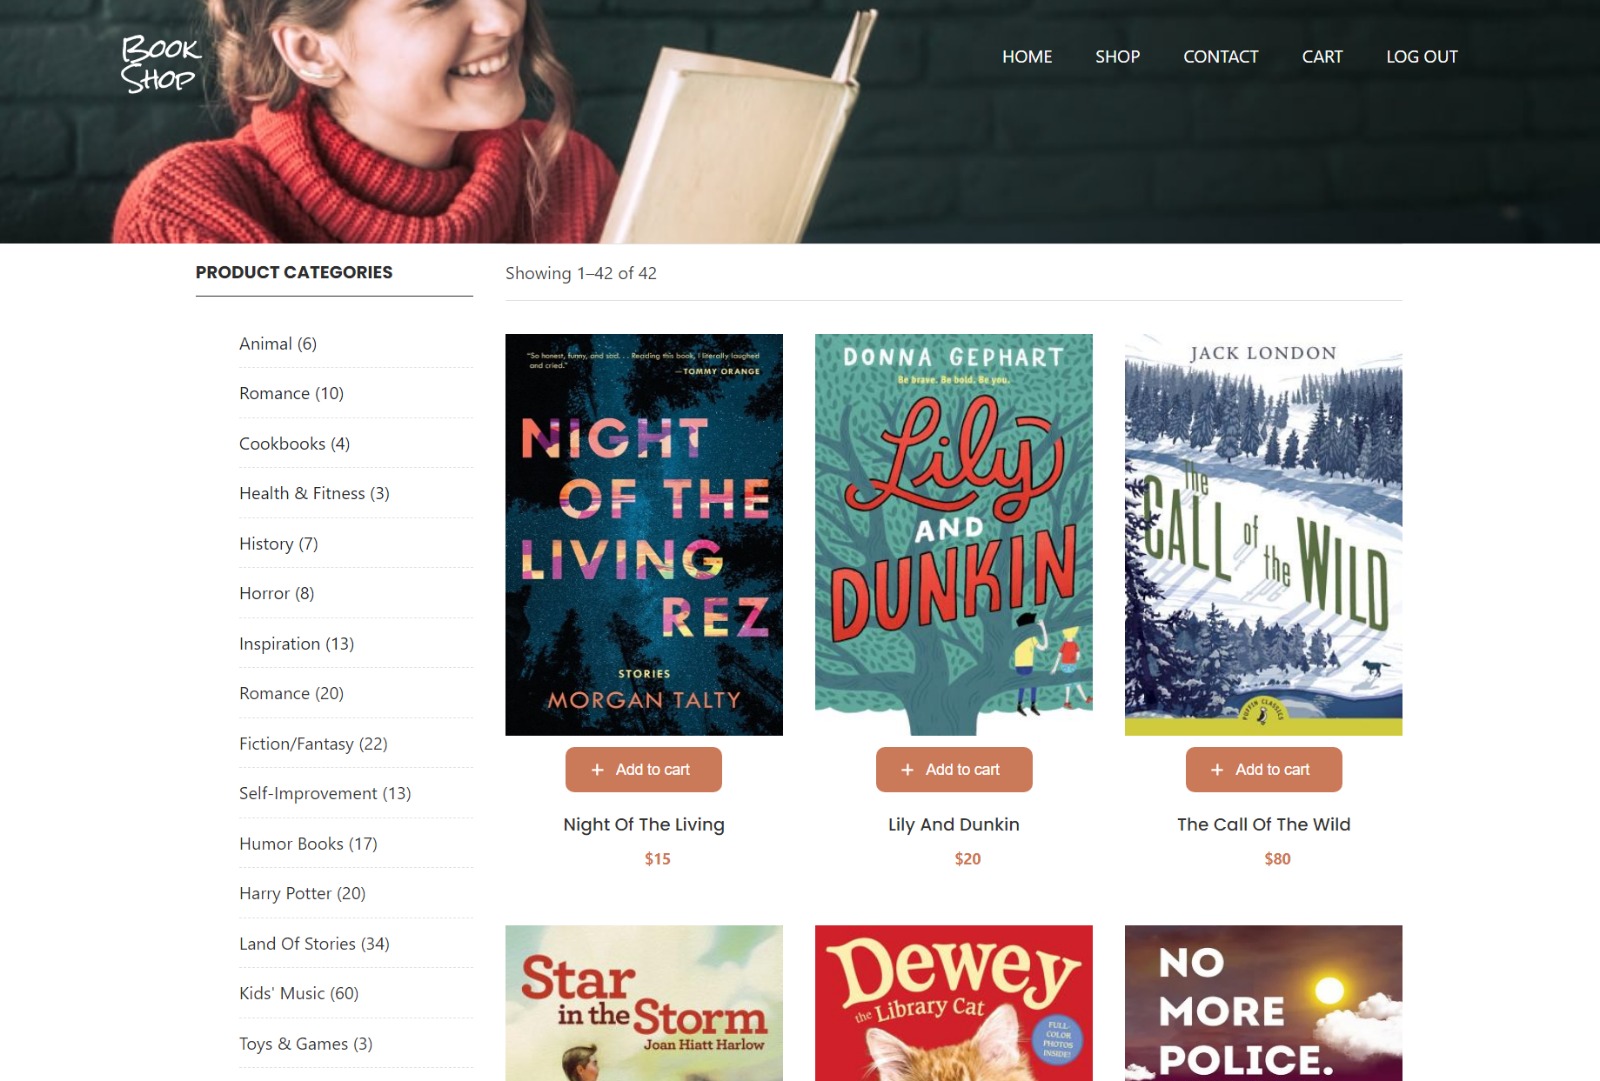 Book
Shop
HOME
SHOP
CONTACT
CART
LOG OUT
PRODUCT CATEGORIES
Animal (6)
Romance (10)
Cookbooks (4)
Health & Fitness (3)
History (7)
Horror (8)
Inspiration (13)
Romance (20)
Fiction/Fantasy (22)
Self-Improvement (13)
Humor Books (17)
Harry Potter (20)
Land Of Stories (34)
Kids' Music (60)
Toys & Games (3)
Showing 1–42 of 42
"So honest, funny, and sad. . . Reading this book, I literally laughed
and cried."
—TOMMY ORANGE
NIGHT
OF THE
LIVING
REZ
STORIES
MORGAN TALTY
+ Add to cart
Night Of The Living
$15
DONNA GEPHART
Be brave. Be bold. Be you.
Lily
AND
DUNKIN
+ Add to cart
Lily And Dunkin
$20
JACK LONDON
The
CALL of the WILD
PUFFIN CLASSICS
+ Add to cart
The Call Of The Wild
$80
Star
in the Storm
Joan Hiatt Harlow
Dewey
the Library Cat
FULL-
COLOR
PHOTOS
INSIDE!
NO
MORE
POLICE.